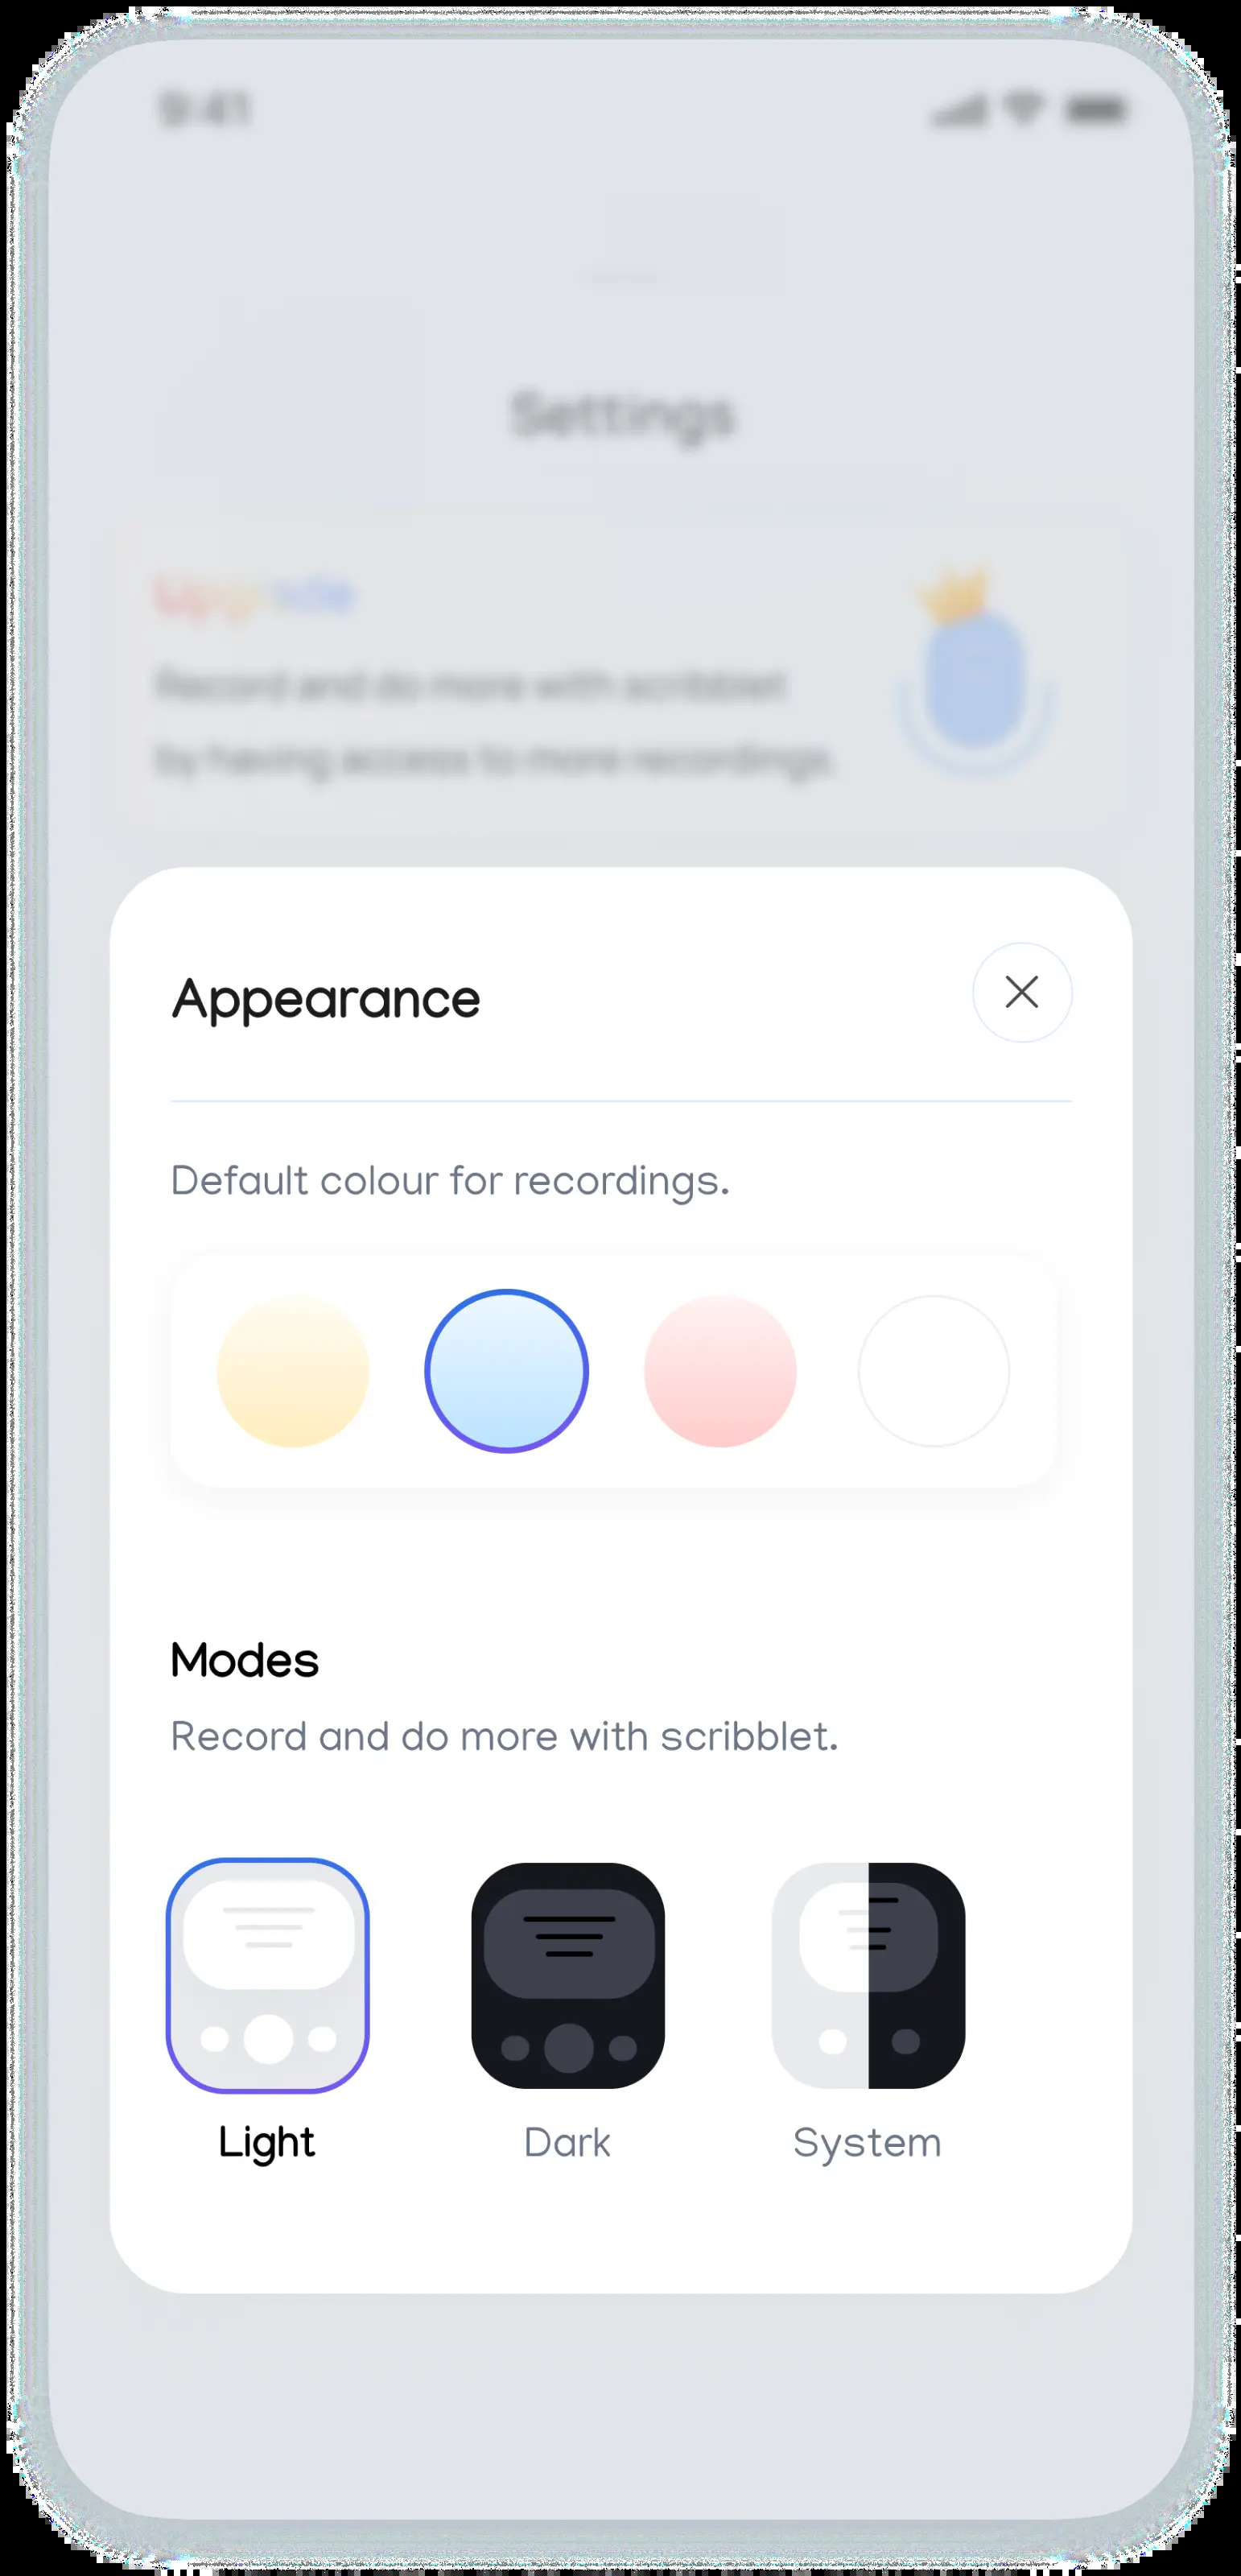 9:41
Settings
Upgrade
Record and do more with scribblet
by having access to more recordings.
Appearance
Default colour for recordings.
Modes
Record and do more with scribblet.
Light
Dark
System